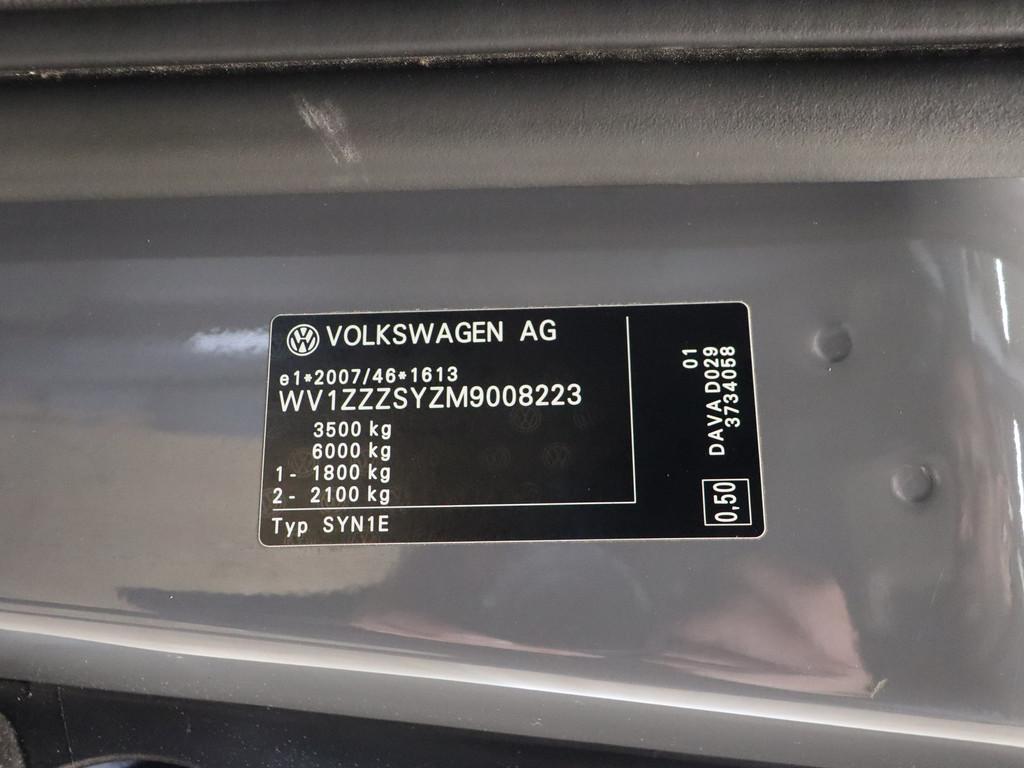 VOLKSWAGEN AG
e1*2007/46*1613
WV1ZZZSYZM9008223
3500 kg
6000 kg
1- 1800 kg
2- 2100 kg
Typ SYN1E
01
DAVA D029
3734058
0,50